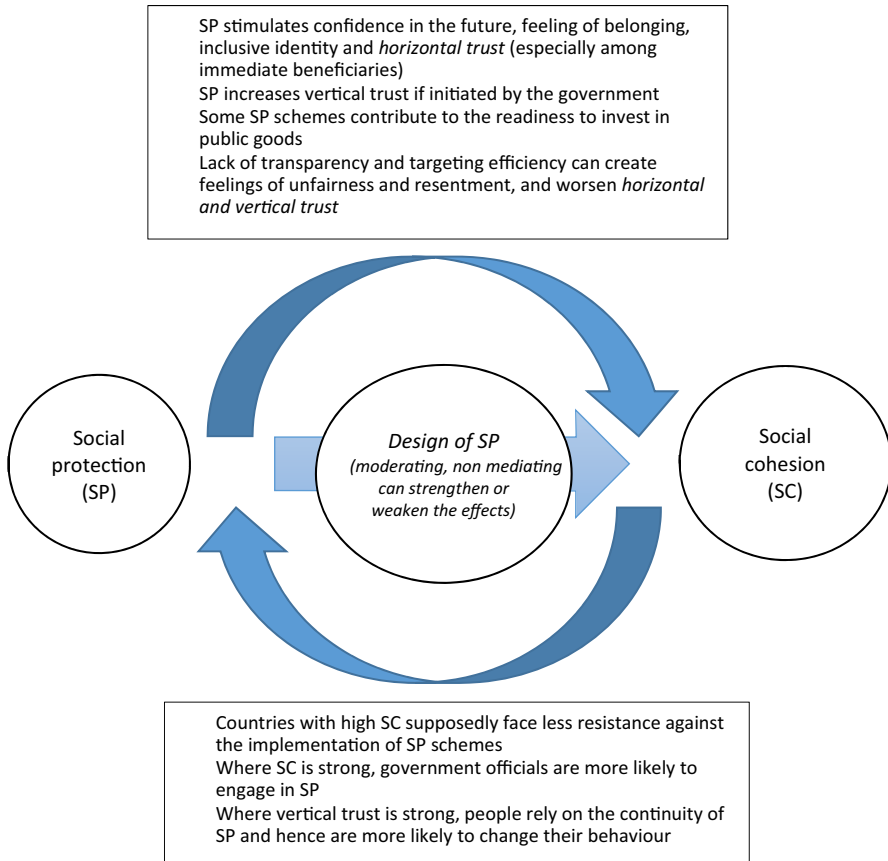 SP stimulates confidence in the future, feeling of belonging,
inclusive identity and horizontal trust (especially among
immediate beneficiaries)
SP increases vertical trust if initiated by the government
Some SP schemes contribute to the readiness to invest in
public goods
Lack of transparency and targeting efficiency can create
feelings of unfairness and resentment, and worsen horizontal
and vertical trust
Social
protection
(SP)
Design of SP
(moderating, non mediating
can strengthen or
weaken the effects)
Social
cohesion
(SC)
Countries with high SC supposedly face less resistance against
the implementation of SP schemes
Where SC is strong, government officials are more likely to
engage in SP
Where vertical trust is strong, people rely on the continuity of
SP and hence are more likely to change their behaviour